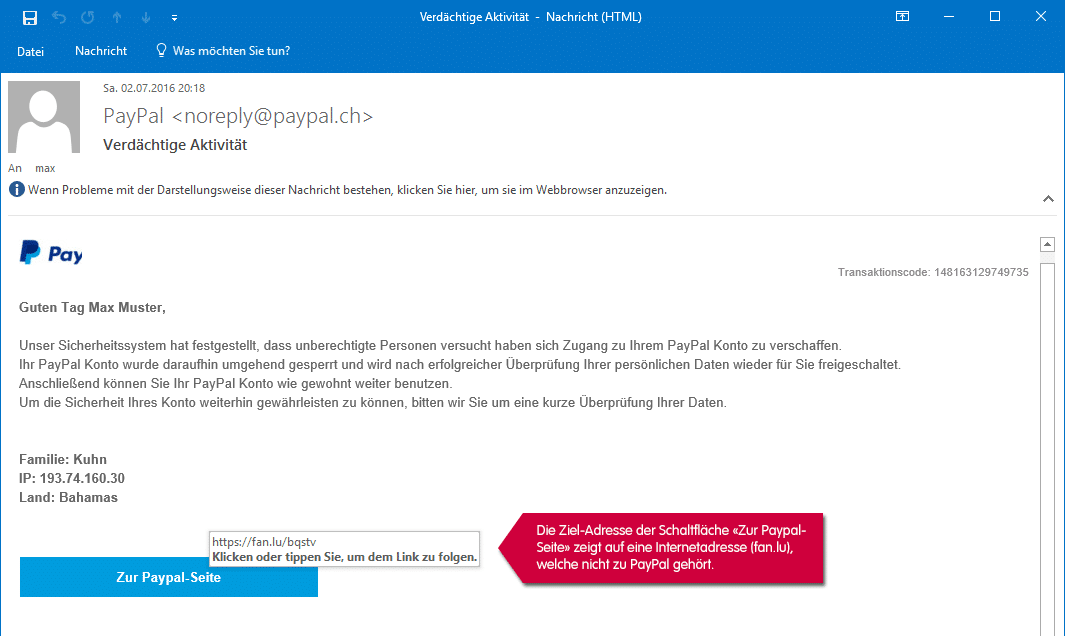 Verdächtige Aktivität - Nachricht (HTML)
Datei Nachricht Was möchten Sie tun?
Sa. 02.07.2016 20:18
PayPal <noreply@paypal.ch>
Verdächtige Aktivität
An max
Wenn Probleme mit der Darstellungsweise dieser Nachricht bestehen, klicken Sie hier, um sie im Webbrowser anzuzeigen.
Pay
Transaktionscode: 148163129749735
Guten Tag Max Muster,
Unser Sicherheitssystem hat festgestellt, dass unberechtigte Personen versucht haben sich Zugang zu Ihrem PayPal Konto zu verschaffen.
Ihr PayPal Konto wurde daraufhin umgehend gesperrt und wird nach erfolgreicher Überprüfung Ihrer persönlichen Daten wieder für Sie freigeschaltet.
Anschließend können Sie Ihr PayPal Konto wie gewohnt weiter benutzen.
Um die Sicherheit Ihres Konto weiterhin gewährleisten zu können, bitten wir Sie um eine kurze Überprüfung Ihrer Daten.
Familie: Kuhn
IP: 193.74.160.30
Land: Bahamas
https://fan.lu/bqstv
Klicken oder tippen Sie, um dem Link zu folgen.
Zur Paypal-Seite
Die Ziel-Adresse der Schaltfläche «Zur Paypal-
Seite» zeigt auf eine Internetadresse (fan.lu),
welche nicht zu PayPal gehört.